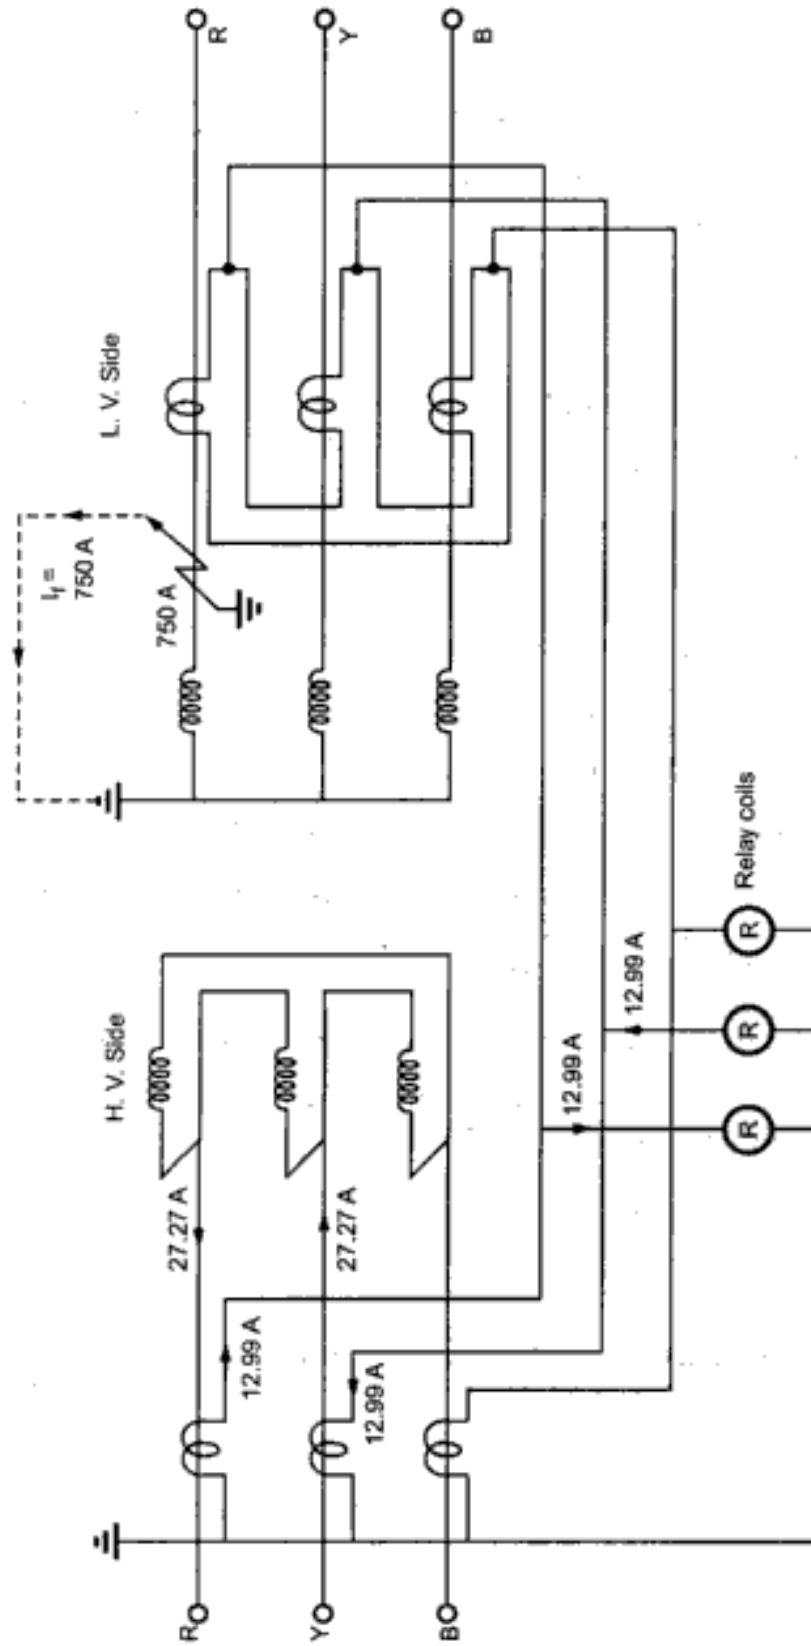 R
Y
B
L. V. Side
I_f =
750 A
750 A
H. V. Side
27.27 A
27.27 A
12.99 A
12.99 A
12.99 A
12.99 A
Relay coils
R
R
R
R
Y
B